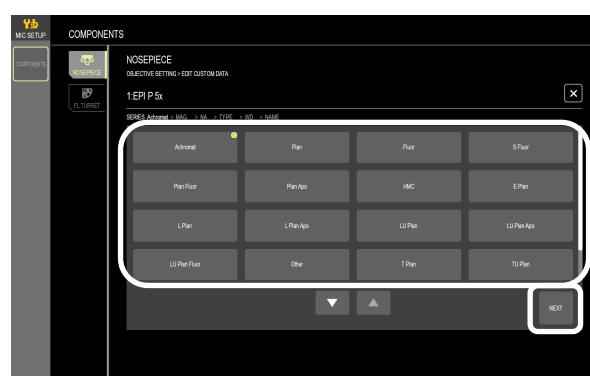 MIC SETUP
COMPONENTS
COMPONENTS
NOSEPIECE
FL TURRET
NOSEPIECE
OBJECTIVE SETTING > EDIT CUSTOM DATA
1:EPI P 5x
SERIES Achromat > MAG. > NA > TYPE > WD > NAME
Achromat Plan Fluor S Fluor
Plan Fluor Plan Apo HMC E Plan
L Plan L Plan Apo LU Plan LU Plan Apo
LU Plan Fluor Other T Plan TU Plan
NEXT